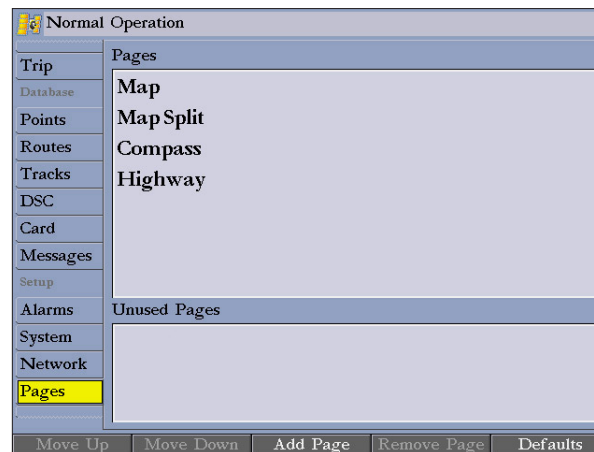 Normal Operation
Trip
Database
Points
Routes
Tracks
DSC
Card
Messages
Setup
Alarms
System
Network
Pages
Pages
Map
Map Split
Compass
Highway
Unused Pages
Move Up Move Down Add Page Remove Page Defaults